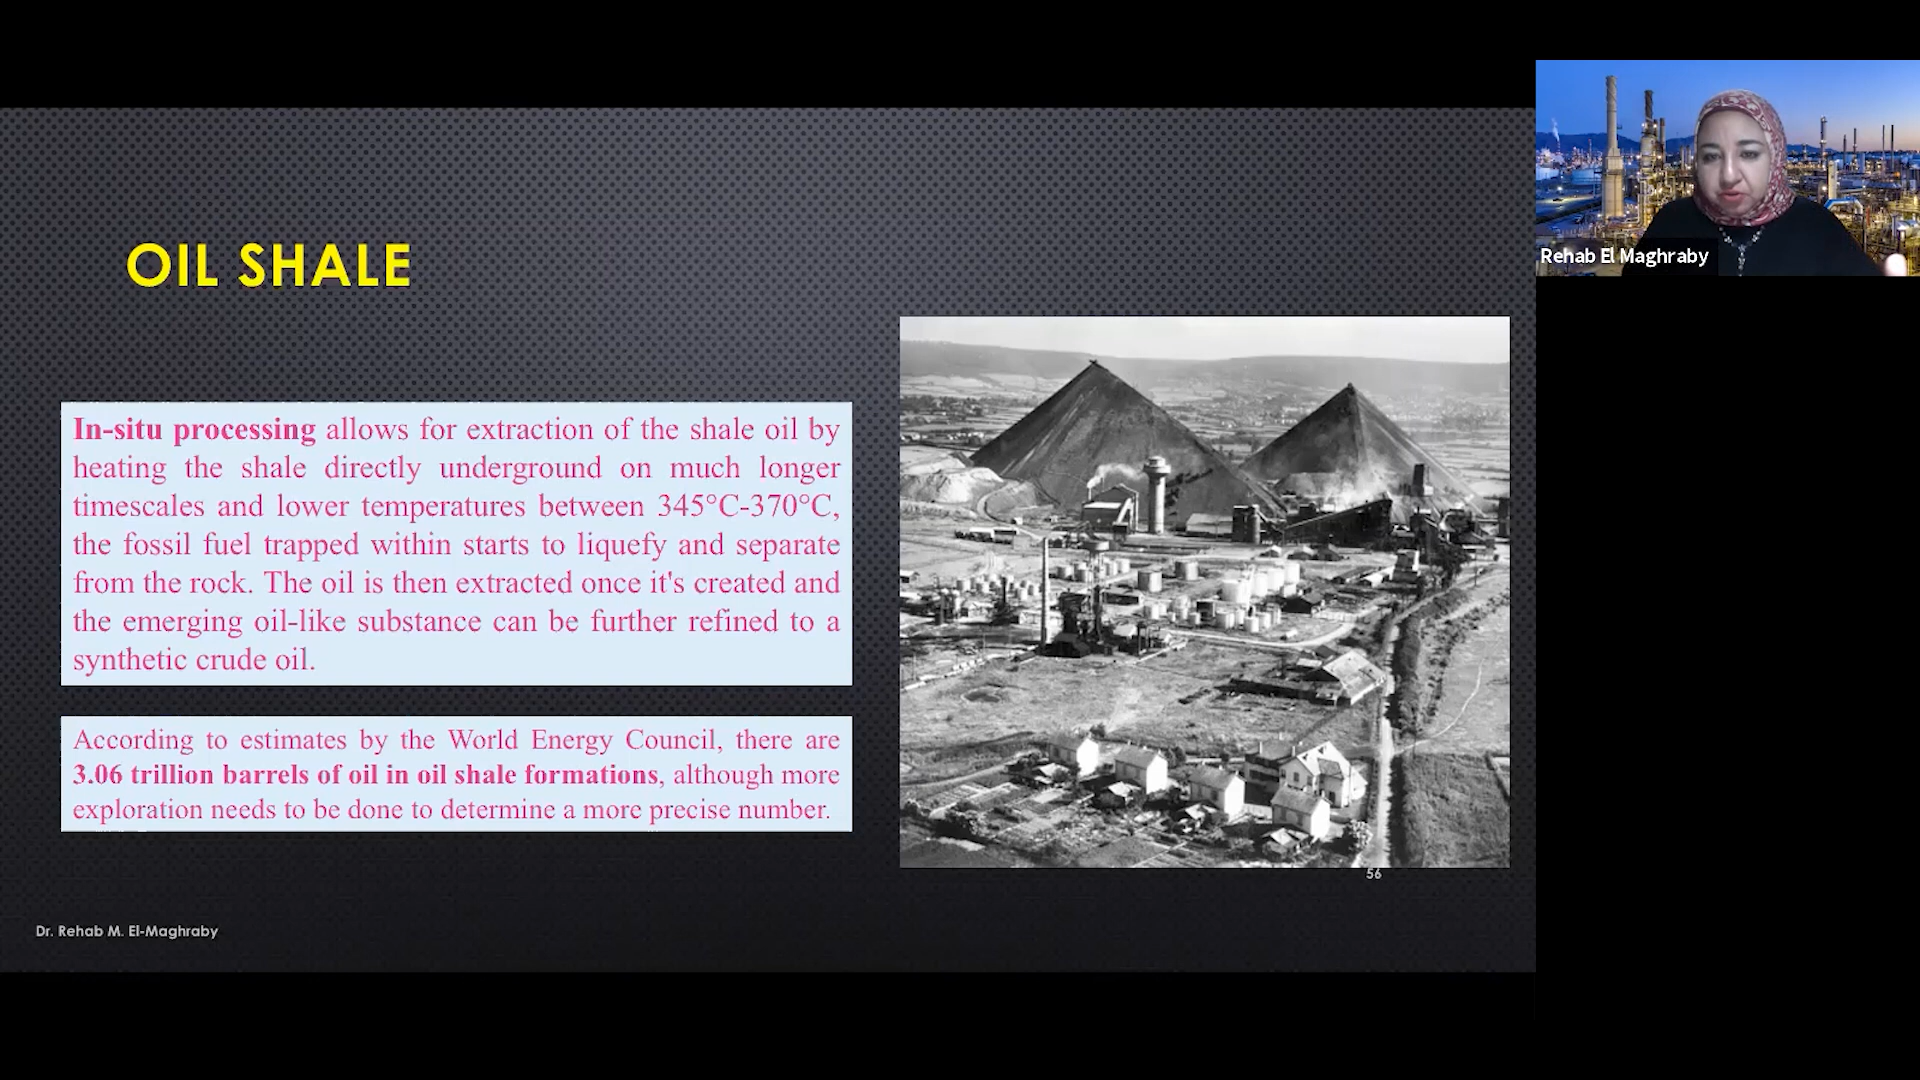 OIL SHALE
In-situ processing allows for extraction of the shale oil by
heating the shale directly underground on much longer
timescales and lower temperatures between 345°C-370°C,
the fossil fuel trapped within starts to liquefy and separate
from the rock. The oil is then extracted once it's created and
the emerging oil-like substance can be further refined to a
synthetic crude oil.
According to estimates by the World Energy Council, there are
3.06 trillion barrels of oil in oil shale formations, although more
exploration needs to be done to determine a more precise number.
56
Dr. Rehab M. El-Maghraby
Rehab El Maghraby